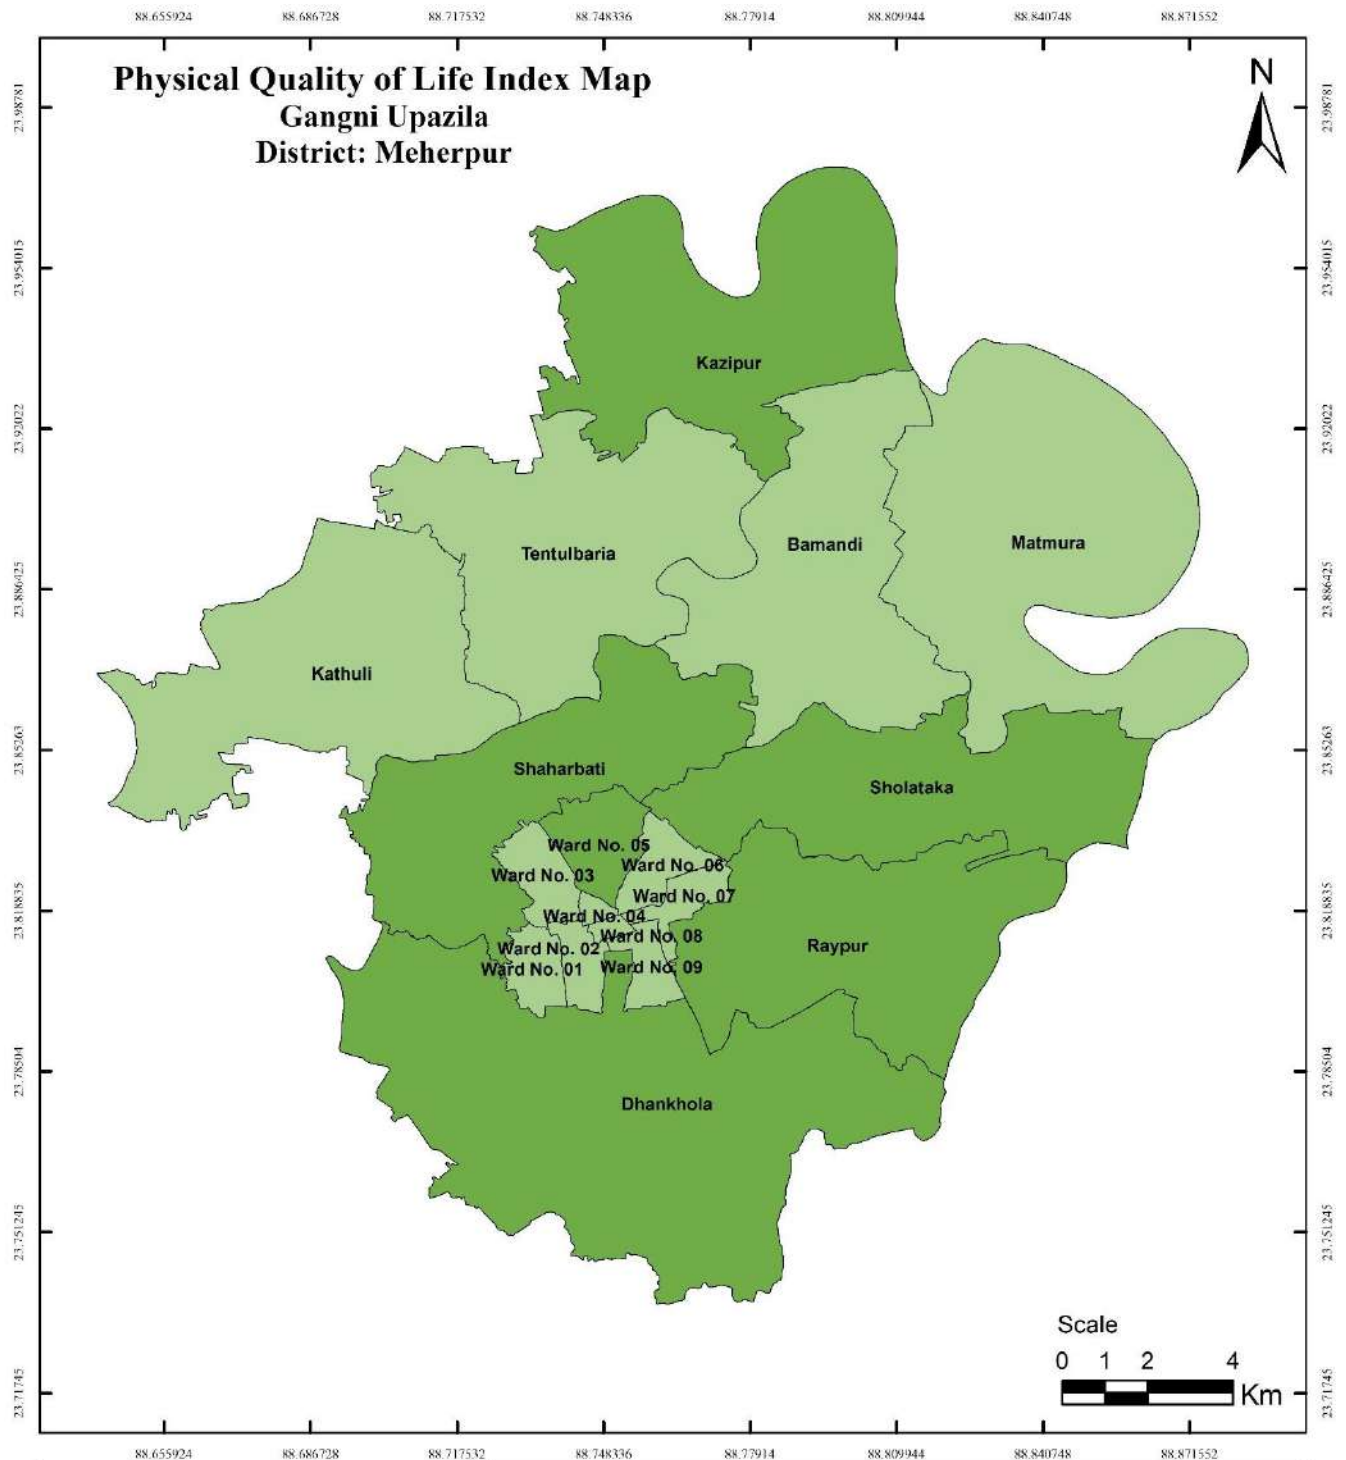 88.655924 88.686728 88.717532 88.748336 88.77914 88.809944 88.840748 88.871552
Physical Quality of Life Index Map
Gangni Upazila
District: Meherpur
N
23.98781 23.98781
23.954015 23.954015
Kazipur
23.92022 23.92022
Tentulbaria
Bamandi
Matmura
23.886425 23.886425
Kathuli
23.85263 23.85263
Shaharbati
Sholataka
Ward No. 05
Ward No. 06
Ward No. 03
Ward No. 07
23.818835 23.818835
Ward No. 04
Ward No. 08
Raypur
Ward No. 02
Ward No. 01
Ward No. 09
23.78504 23.78504
Dhankhola
23.751245 23.751245
Scale
0 1 2 4
Km
23.71745 23.71745
88.655924 88.686728 88.717532 88.748336 88.77914 88.809944 88.840748 88.871552